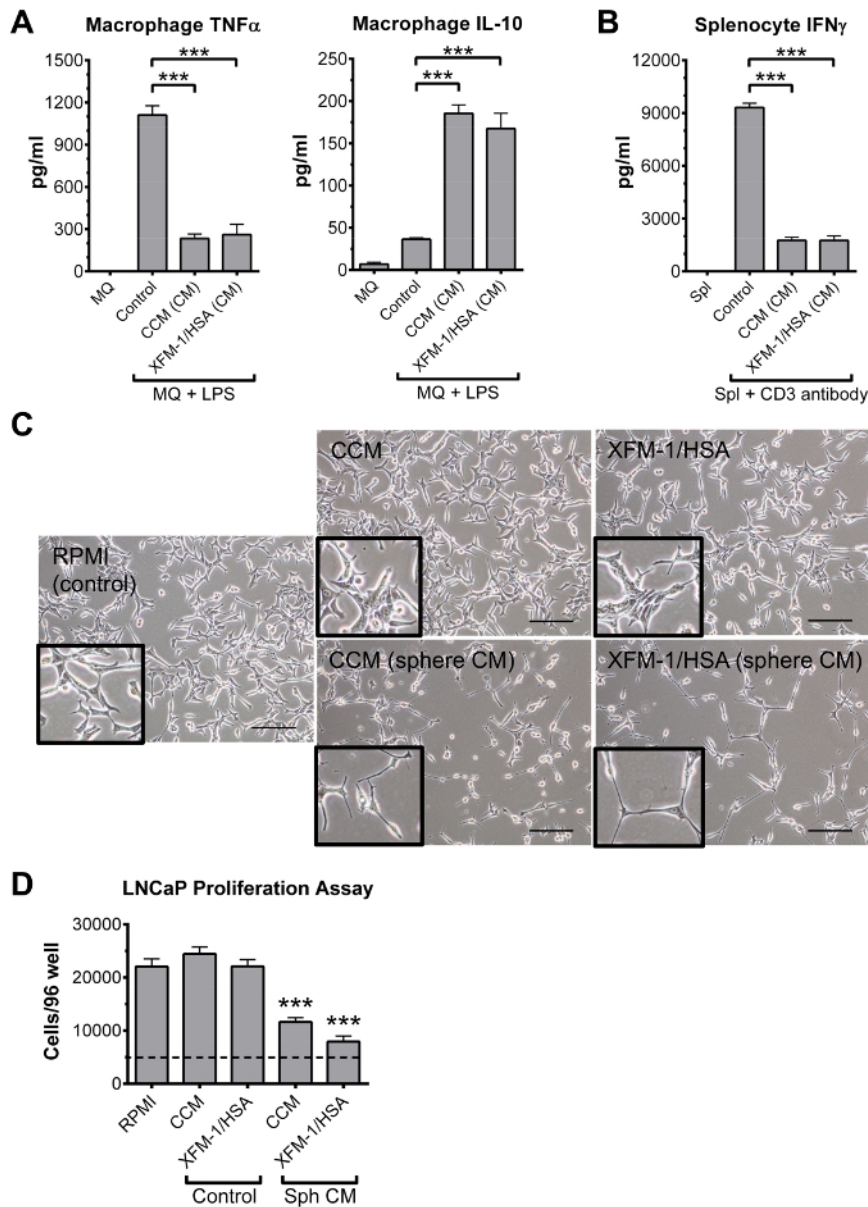 A
Macrophage TNFα
pg/ml
1500
1200
900
600
300
0
***
***
MQ
Control
CCM (CM)
XFM-1/HSA (CM)
MQ + LPS
Macrophage IL-10
pg/ml
250
200
150
100
50
0
***
***
MQ
Control
CCM (CM)
XFM-1/HSA (CM)
MQ + LPS
B
Splenocyte IFNγ
pg/ml
12000
9000
6000
3000
0
***
***
Spl
Control
CCM (CM)
XFM-1/HSA (CM)
Spl + CD3 antibody
C
RPMI
(control)
CCM
XFM-1/HSA
CCM (sphere CM)
XFM-1/HSA (sphere CM)
D
LNCaP Proliferation Assay
Cells/96 well
30000
20000
10000
0
***
***
RPMI
CCM
XFM-1/HSA
CCM
XFM-1/HSA
Control
Sph CM